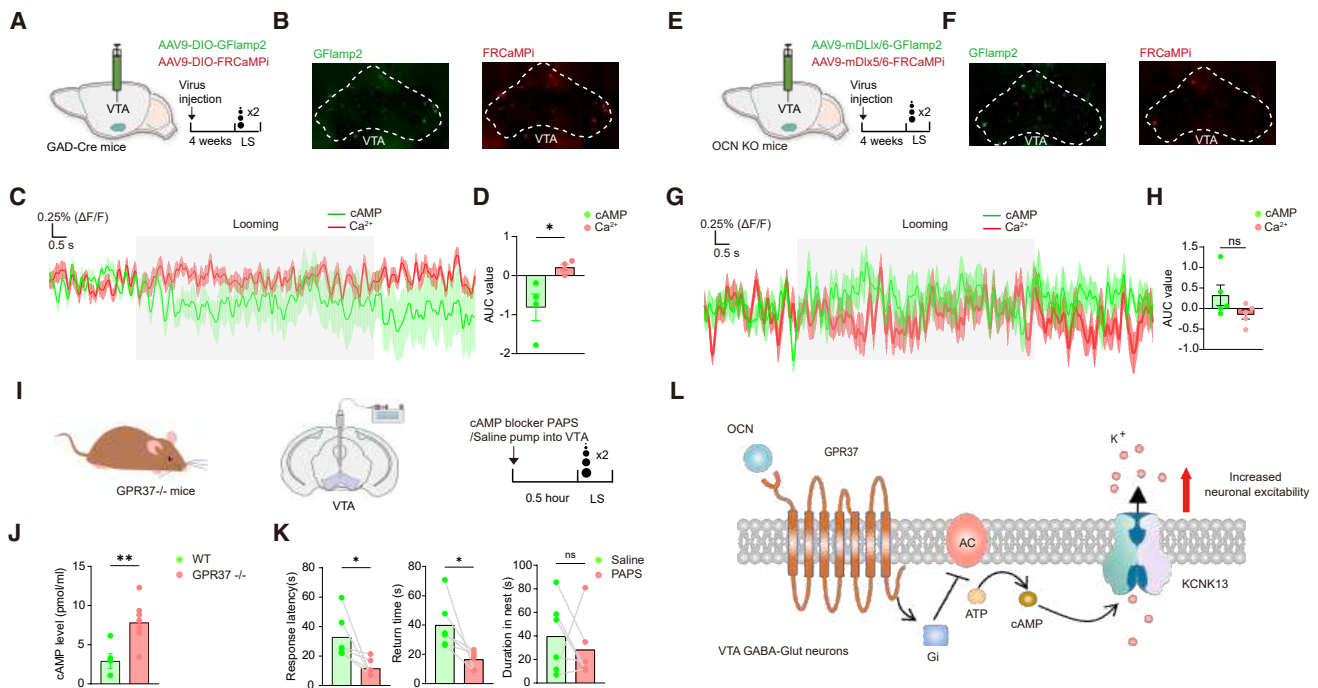 A
AAV9-DIO-GFlamp2
AAV9-DIO-FRCaMPi
VTA
GAD-Cre mice
Virus
injection
x2
4 weeks
LS
B
GFlamp2
VTA
FRCaMPi
VTA
E
AAV9-mDLlx/6-GFlamp2
AAV9-mDlx5/6-FRCaMPi
VTA
OCN KO mice
Virus
injection
x2
4 weeks
LS
F
GFlamp2
VTA
FRCaMPi
VTA
C
0.25% (ΔF/F)
0.5 s
Looming
cAMP
Ca²⁺
D
cAMP
Ca²⁺
*
AUC value
1
0
-1
-2
G
0.25% (ΔF/F)
0.5 s
Looming
cAMP
Ca²⁺
H
cAMP
Ca²⁺
ns
AUC value
1.5
1.0
0.5
0.0
-0.5
-1.0
I
GPR37-/- mice
VTA
cAMP blocker PAPS
/Saline pump into VTA
x2
0.5 hour
LS
J
WT
GPR37 -/-
**
cAMP level (pmol/ml)
15
10
5
0
K
Response latency(s)
80
60
40
20
0
*
Return time (s)
80
60
40
20
0
*
Duration in nest (s)
100
80
60
40
20
0
ns
Saline
PAPS
L
OCN
GPR37
K⁺
Increased
neuronal excitability
AC
KCNK13
ATP
cAMP
Gi
VTA GABA-Glut neurons